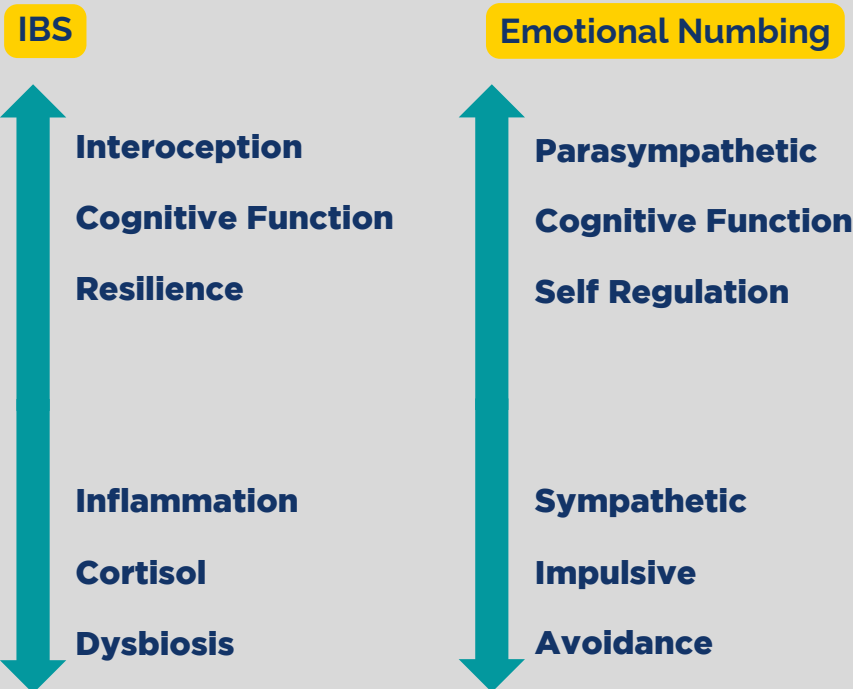 IBS
Interoception
Cognitive Function
Resilience
Inflammation
Cortisol
Dysbiosis
Emotional Numbing
Parasympathetic
Cognitive Function
Self Regulation
Sympathetic
Impulsive
Avoidance